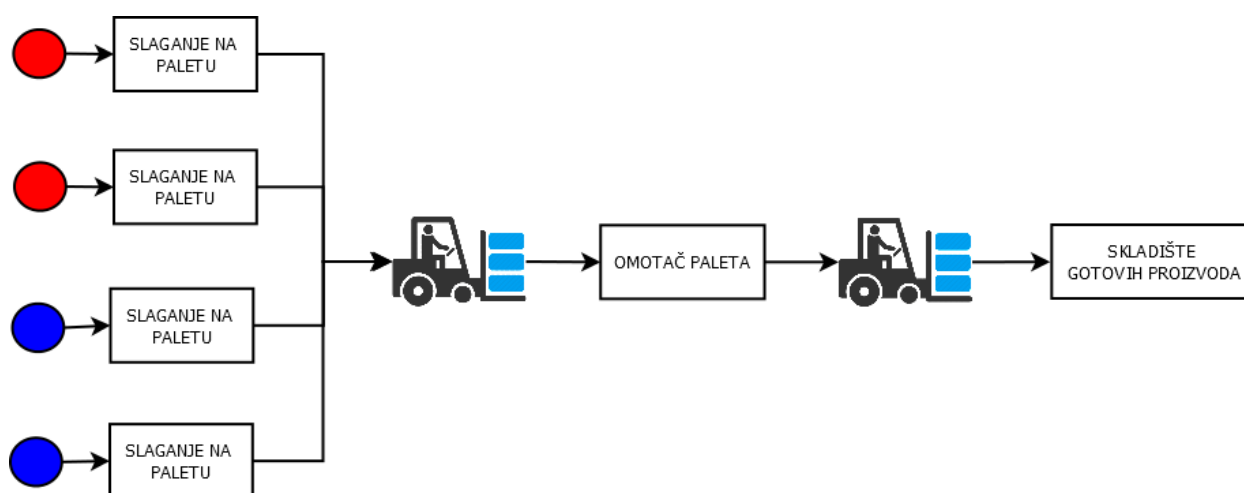 SLAGANJE NA
PALETU
SLAGANJE NA
PALETU
OMOTAČ PALETA
SKLADIŠTE
GOTOVIH PROIZVODA
SLAGANJE NA
PALETU
SLAGANJE NA
PALETU